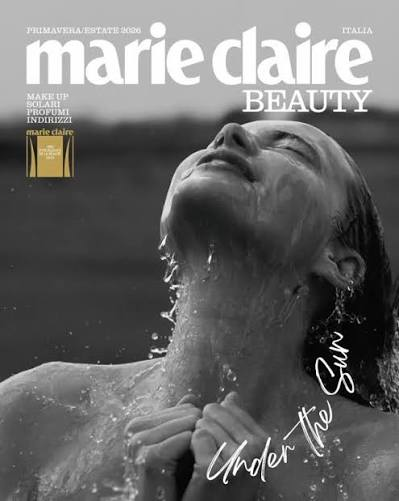 PRIMAVERA/ESTATE 2026
ITALIA
marie claire
BEAUTY
MAKE UP
SOLARI
PROFUMI
INDIRIZZI
marie claire
Under the Sun